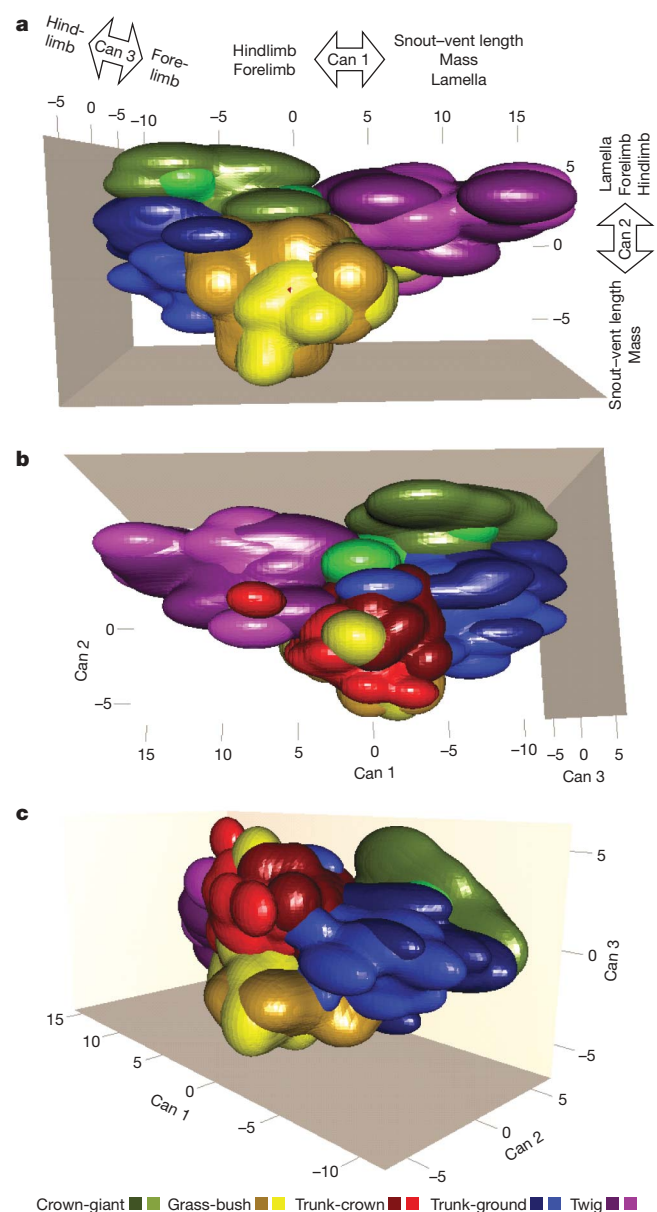 a
Hind-
limb
Can 3
Fore-
limb
Hindlimb
Forelimb
Can 1
Snout–vent length
Mass
Lamella
−5 0 −5 −10 −5 0 5 10 15
5
0
−5
Lamella
Forelimb
Hindlimb
Can 2
Snout–vent length
Mass
b
Can 2
0
−5
15 10 5 0 −5 −10 −5 0 5
Can 1 Can 3
c
5
0
−5
Can 3
15
10
5
0
−5
−10
Can 1
−5
0
5
Can 2
Crown-giant Grass-bush Trunk-crown Trunk-ground Twig